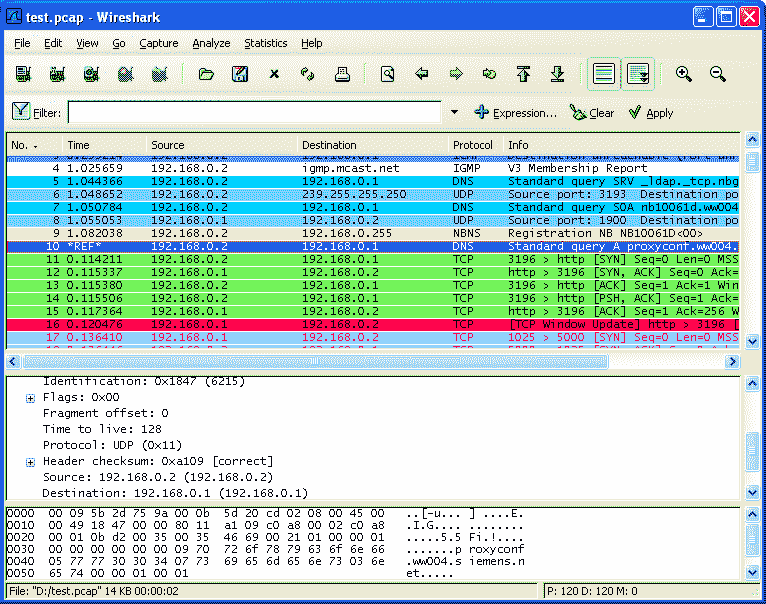 test.pcap - Wireshark
File Edit View Go Capture Analyze Statistics Help
Filter: Expression... Clear Apply
No. . Time Source Destination Protocol Info
4 1.025659 192.168.0.2 igmp.mcast.net IGMP V3 Membership Report
5 1.044366 192.168.0.2 192.168.0.1 DNS Standard query SRV _ldap._tcp.nbg
6 1.048652 192.168.0.2 239.255.255.250 UDP Source port: 3193 Destination po
7 1.050784 192.168.0.2 192.168.0.1 DNS Standard query SOA nb10061d.ww004
8 1.055053 192.168.0.1 192.168.0.2 UDP Source port: 1900 Destination po
9 1.082038 192.168.0.2 192.168.0.255 NBNS Registration NB NB10061D<00>
10 *REF* 192.168.0.2 192.168.0.1 DNS Standard query A proxyconf.ww004.
11 0.114211 192.168.0.2 192.168.0.1 TCP 3196 > http [SYN] Seq=0 Len=0 MSS
12 0.115337 192.168.0.1 192.168.0.2 TCP http > 3196 [SYN, ACK] Seq=0 Ack=
13 0.115380 192.168.0.2 192.168.0.1 TCP 3196 > http [ACK] Seq=1 Ack=1 Win
14 0.115506 192.168.0.2 192.168.0.1 TCP 3196 > http [PSH, ACK] Seq=1 Ack=
15 0.117364 192.168.0.1 192.168.0.2 TCP http > 3196 [ACK] Seq=1 Ack=256 W
16 0.120476 192.168.0.1 192.168.0.2 TCP [TCP Window Update] http > 3196 [
17 0.136410 192.168.0.1 192.168.0.2 TCP 1025 > 5000 [SYN] Seq=0 Len=0 MSS
Identification: 0x1847 (6215)
Flags: 0x00
Fragment offset: 0
Time to live: 128
Protocol: UDP (0x11)
Header checksum: 0xa109 [correct]
Source: 192.168.0.2 (192.168.0.2)
Destination: 192.168.0.1 (192.168.0.1)
0000 00 09 5b 2d 75 9a 00 0b 5d 20 cd 02 08 00 45 00 ..[-u... ] ....E.
0010 00 49 18 47 00 00 80 11 a1 09 c0 a8 00 02 c0 a8 .I.G.... ........
0020 00 01 0b d2 00 35 00 35 46 69 00 21 01 00 00 01 .....5.5 Fi.!....
0030 00 00 00 00 00 00 09 70 72 6f 78 79 63 6f 6e 66 .......p roxyconf
0040 05 77 77 30 30 34 07 73 69 65 6d 65 6e 73 03 6e .ww004.s iemens.n
0050 65 74 00 00 01 00 01 et.....
File: "D:/test.pcap" 14 KB 00:00:02 P: 120 D: 120 M: 0